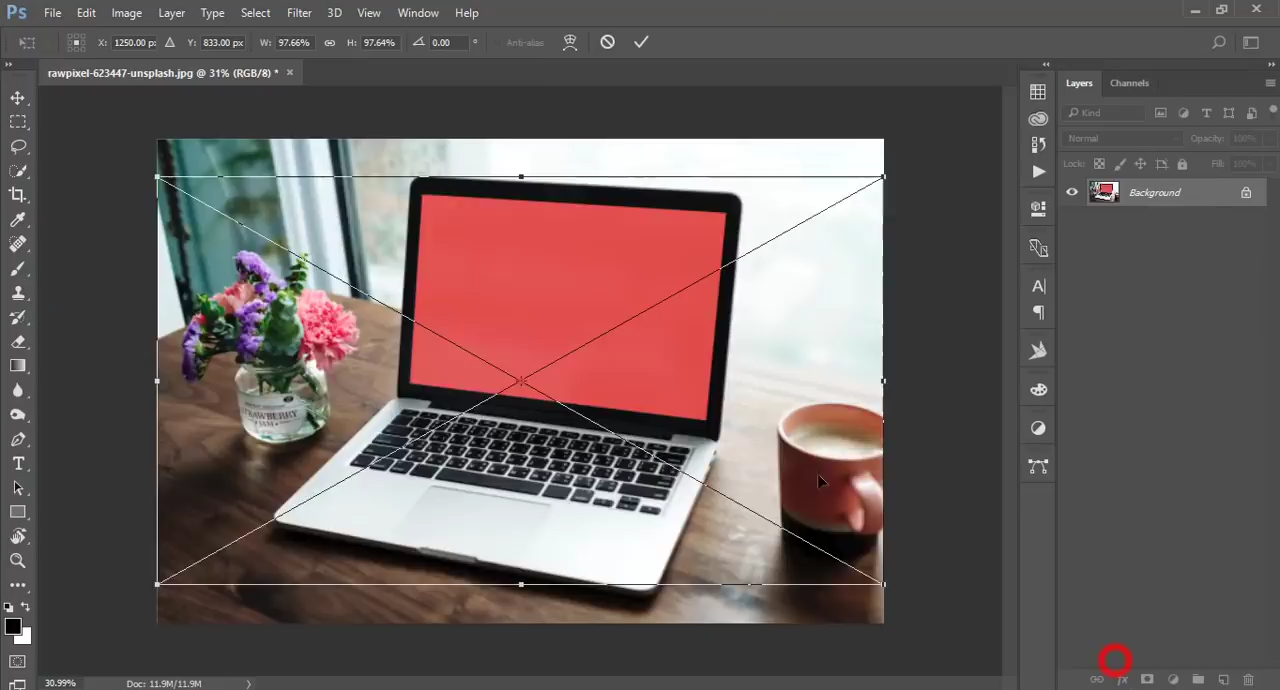 Ps File Edit Image Layer Type Select Filter 3D View Window Help
X: 1250.00 px Y: 833.00 px W: 97.66% H: 97.64% 0.00 ° Anti-alias
rawpixel-623447-unsplash.jpg @ 31% (RGB/8) * ×
Layers Channels
Kind
Normal Opacity: 100%
Lock: Fill: 100%
Background
STRAWBERRY
JAM
30.99% Doc: 11.9M/11.9M